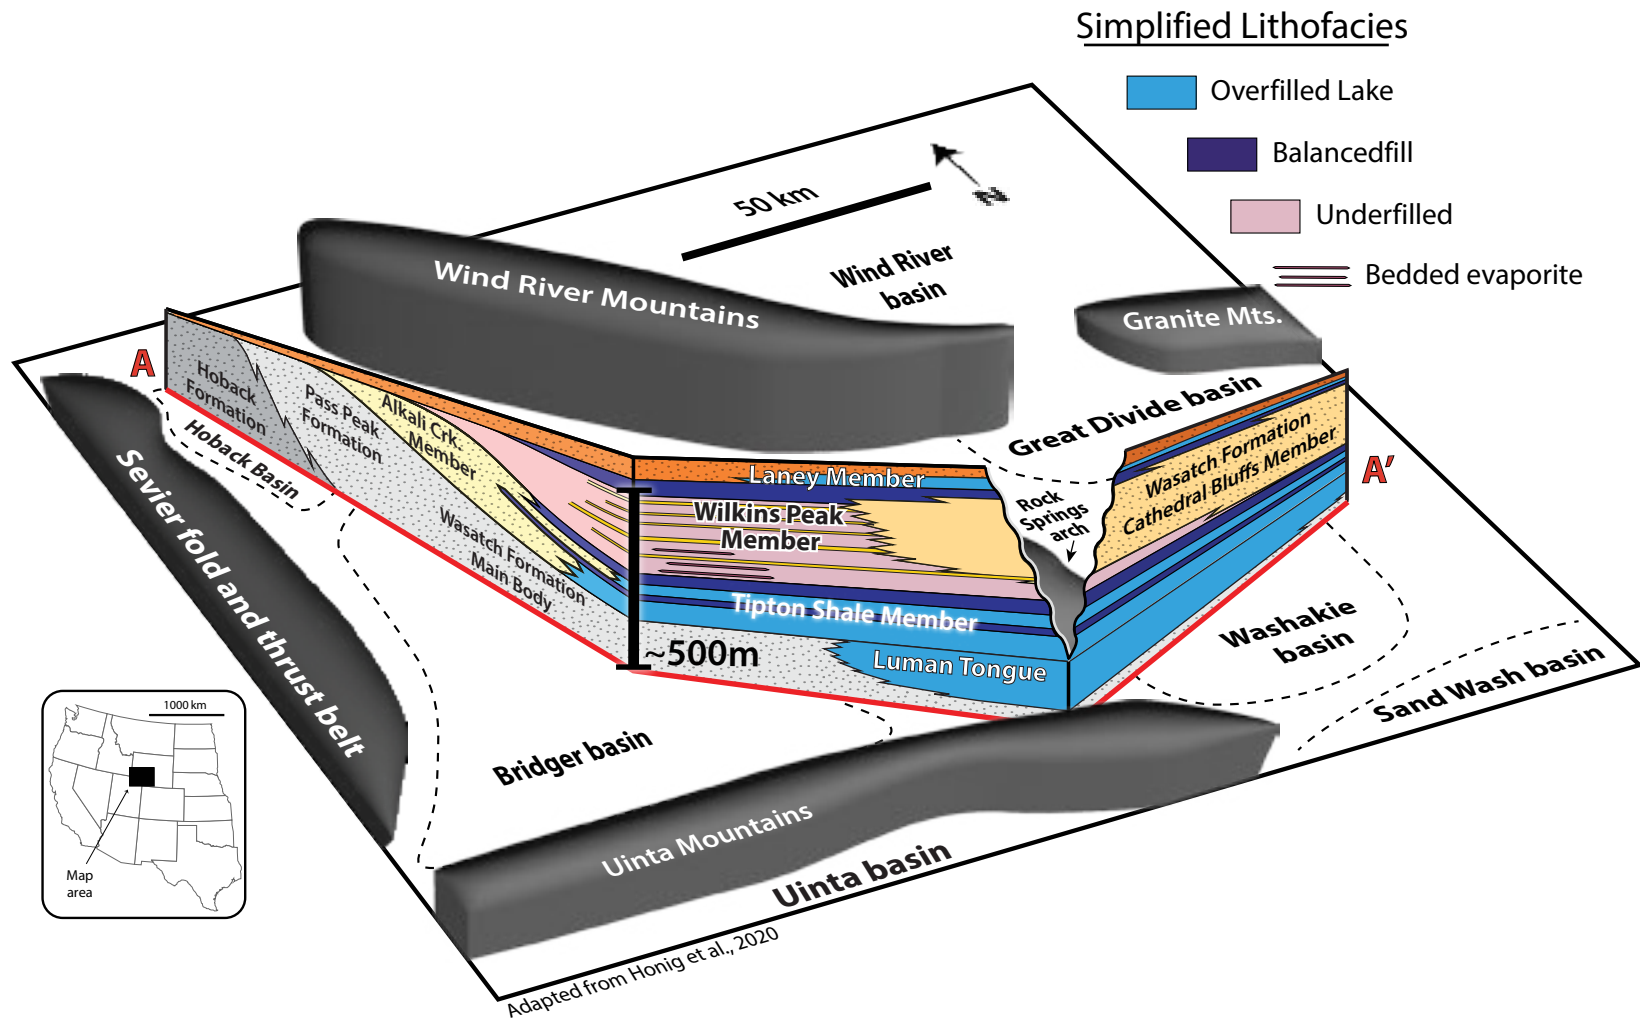 Simplified Lithofacies
Overfilled Lake
Balancedfill
Underfilled
Bedded evaporite
N
50 km
Wind River
basin
Wind River Mountains
Granite Mts.
Great Divide basin
A
A'
Hoback
Formation
Pass Peak
Formation
Alkali Crk.
Member
Hoback Basin
Wasatch Formation
Main Body
Laney Member
Wilkins Peak
Member
Tipton Shale Member
Luman Tongue
~500m
Rock
Springs
arch
Wasatch Formation
Cathedral Bluffs Member
Washakie
basin
Sand Wash basin
Sevier fold and thrust belt
Bridger basin
Uinta Mountains
Uinta basin
1000 km
Map
area
Adapted from Honig et al., 2020